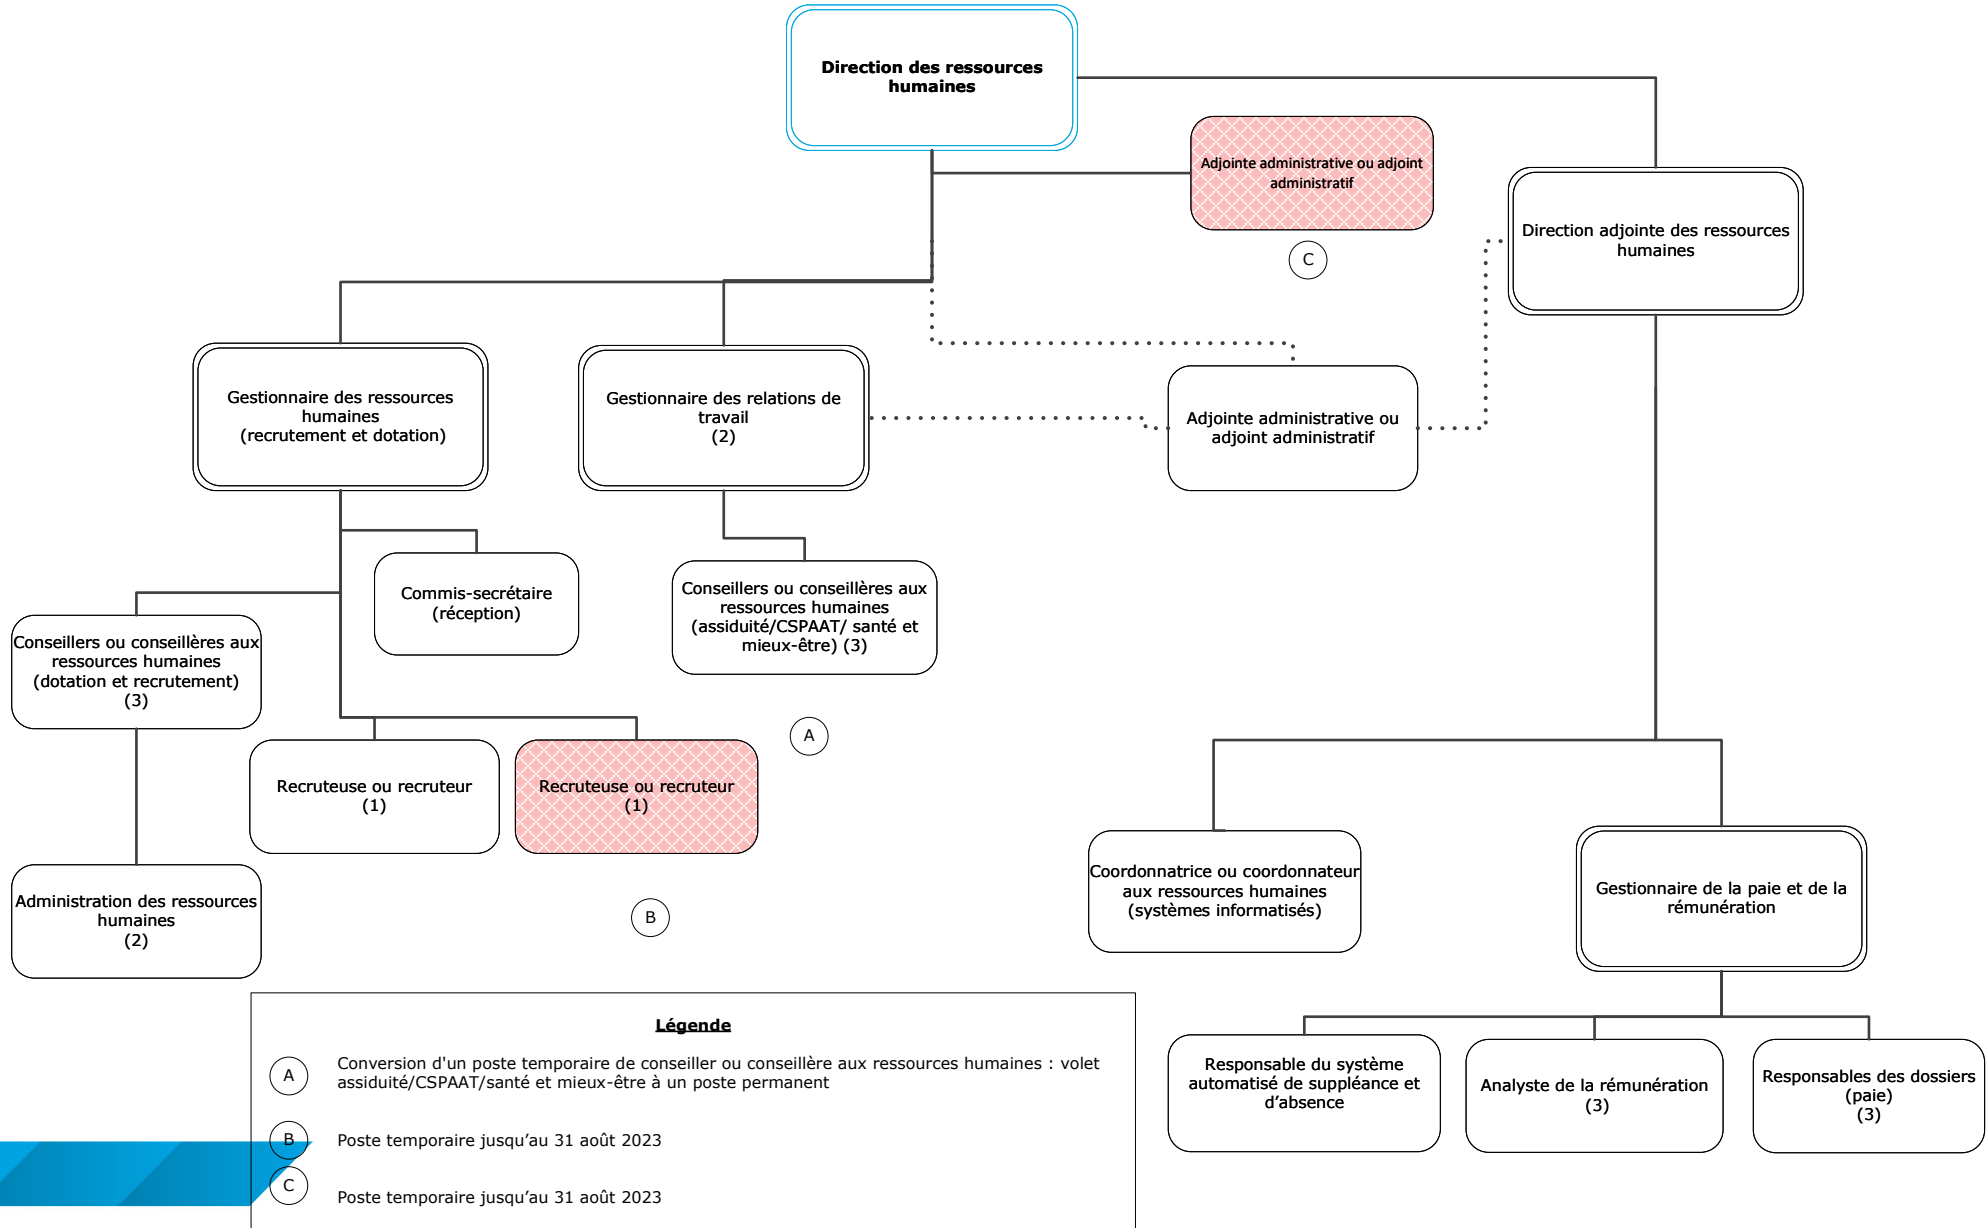 Direction des ressources
humaines
Adjointe administrative ou adjoint
administratif
C
Direction adjointe des ressources
humaines
Gestionnaire des ressources
humaines
(recrutement et dotation)
Gestionnaire des relations de
travail
(2)
Adjointe administrative ou
adjoint administratif
Commis-secrétaire
(réception)
Conseillers ou conseillères aux
ressources humaines
(assiduité/CSPAAT/ santé et
mieux-être) (3)
A
Conseillers ou conseillères aux
ressources humaines
(dotation et recrutement)
(3)
Recruteuse ou recruteur
(1)
Recruteuse ou recruteur
(1)
B
Administration des ressources
humaines
(2)
Coordonnatrice ou coordonnateur
aux ressources humaines
(systèmes informatisés)
Gestionnaire de la paie et de la
rémunération
Responsable du système
automatisé de suppléance et
d’absence
Analyste de la rémunération
(3)
Responsables des dossiers
(paie)
(3)
Légende
A
Conversion d'un poste temporaire de conseiller ou conseillère aux ressources humaines : volet
assiduité/CSPAAT/santé et mieux-être à un poste permanent
B
Poste temporaire jusqu’au 31 août 2023
C
Poste temporaire jusqu’au 31 août 2023